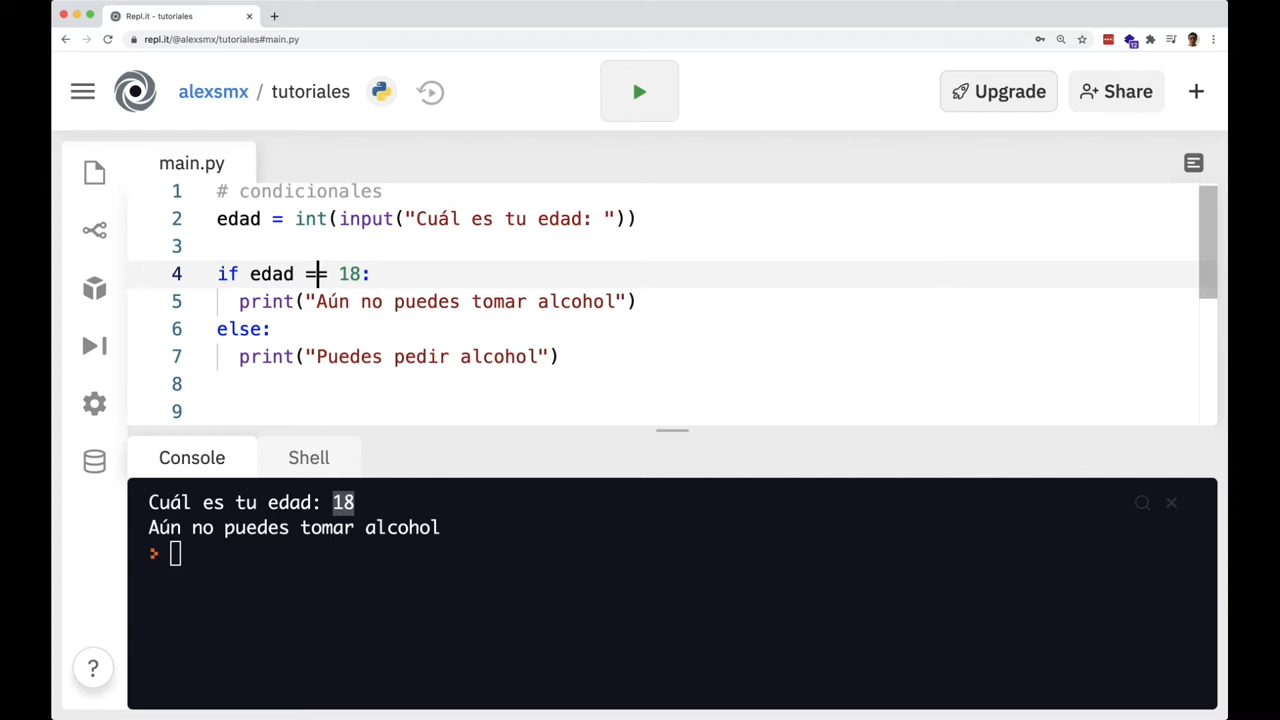 Repl.it - tutoriales
repl.it/@alexsmx/tutoriales#main.py
12
alexsmx / tutoriales
Upgrade
Share
main.py
1 # condicionales
2 edad = int(input("Cuál es tu edad: "))
3
4 if edad == 18:
5 print("Aún no puedes tomar alcohol")
6 else:
7 print("Puedes pedir alcohol")
8
9
Console Shell
Cuál es tu edad: 18
Aún no puedes tomar alcohol
?